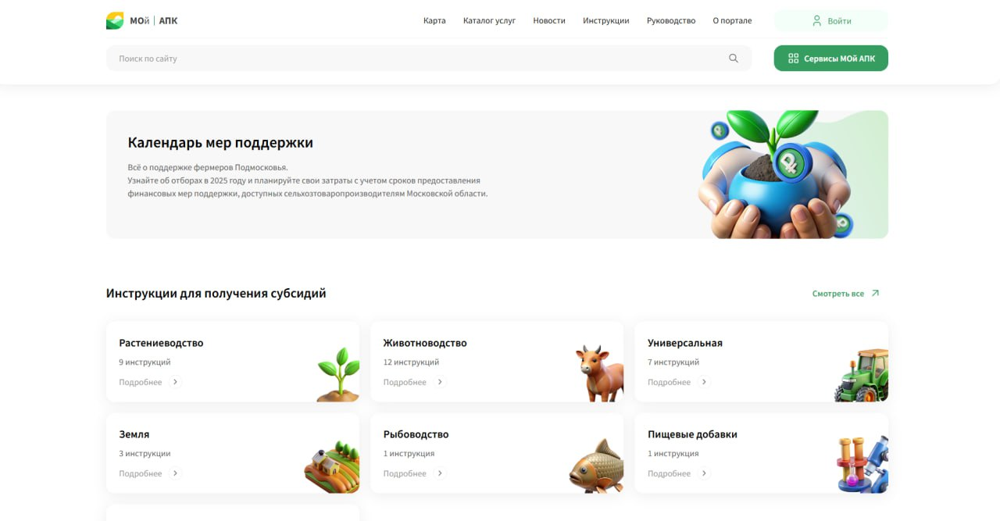 МОй | АПК
Карта
Каталог услуг
Новости
Инструкции
Руководство
О портале
Войти
Поиск по сайту
Сервисы МОй АПК
Календарь мер поддержки
Всё о поддержке фермеров Подмосковья.
Узнайте об отборах в 2025 году и планируйте свои затраты с учетом сроков предоставления
финансовых мер поддержки, доступных сельхозтоваропроизводителям Московской области.
Инструкции для получения субсидий
Смотреть все
Растениеводство
9 инструкций
Подробнее
Животноводство
12 инструкций
Подробнее
Универсальная
7 инструкций
Подробнее
Земля
3 инструкции
Подробнее
Рыбоводство
1 инструкция
Подробнее
Пищевые добавки
1 инструкция
Подробнее